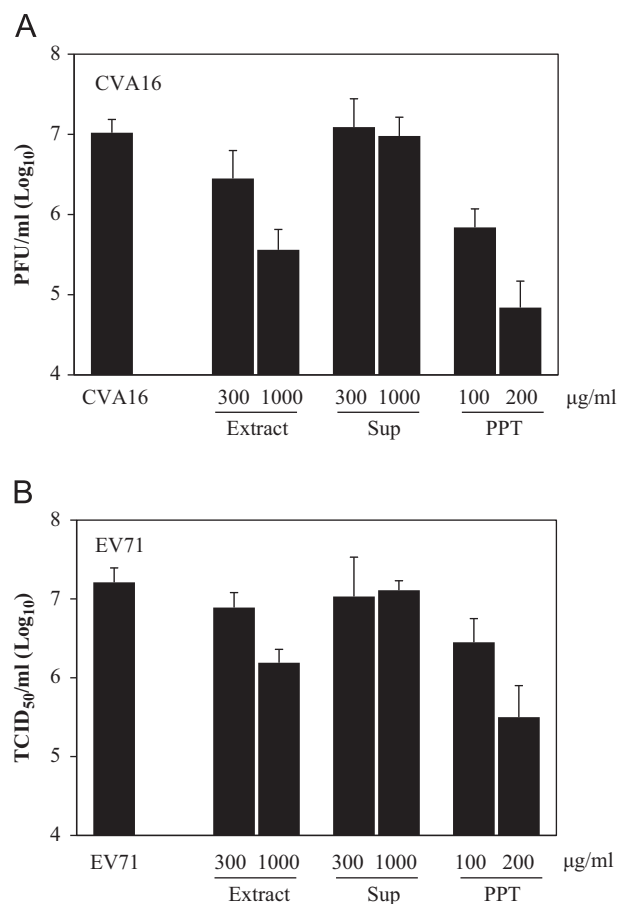 A
8
CVA16
7
6
5
4
PFU/ml (Log10)
CVA16 300 1000 300 1000 100 200 μg/ml
Extract Sup PPT
B
8
EV71
7
6
5
4
TCID50/ml (Log10)
EV71 300 1000 300 1000 100 200 μg/ml
Extract Sup PPT